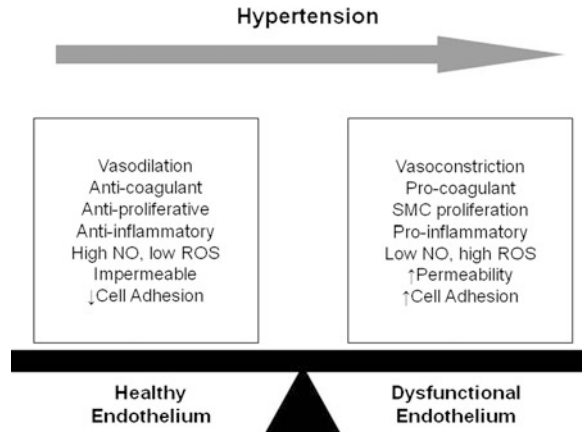 Hypertension
Vasodilation
Anti-coagulant
Anti-proliferative
Anti-inflammatory
High NO, low ROS
Impermeable
↓Cell Adhesion
Vasoconstriction
Pro-coagulant
SMC proliferation
Pro-inflammatory
Low NO, high ROS
↑Permeability
↑Cell Adhesion
Healthy
Endothelium
Dysfunctional
Endothelium